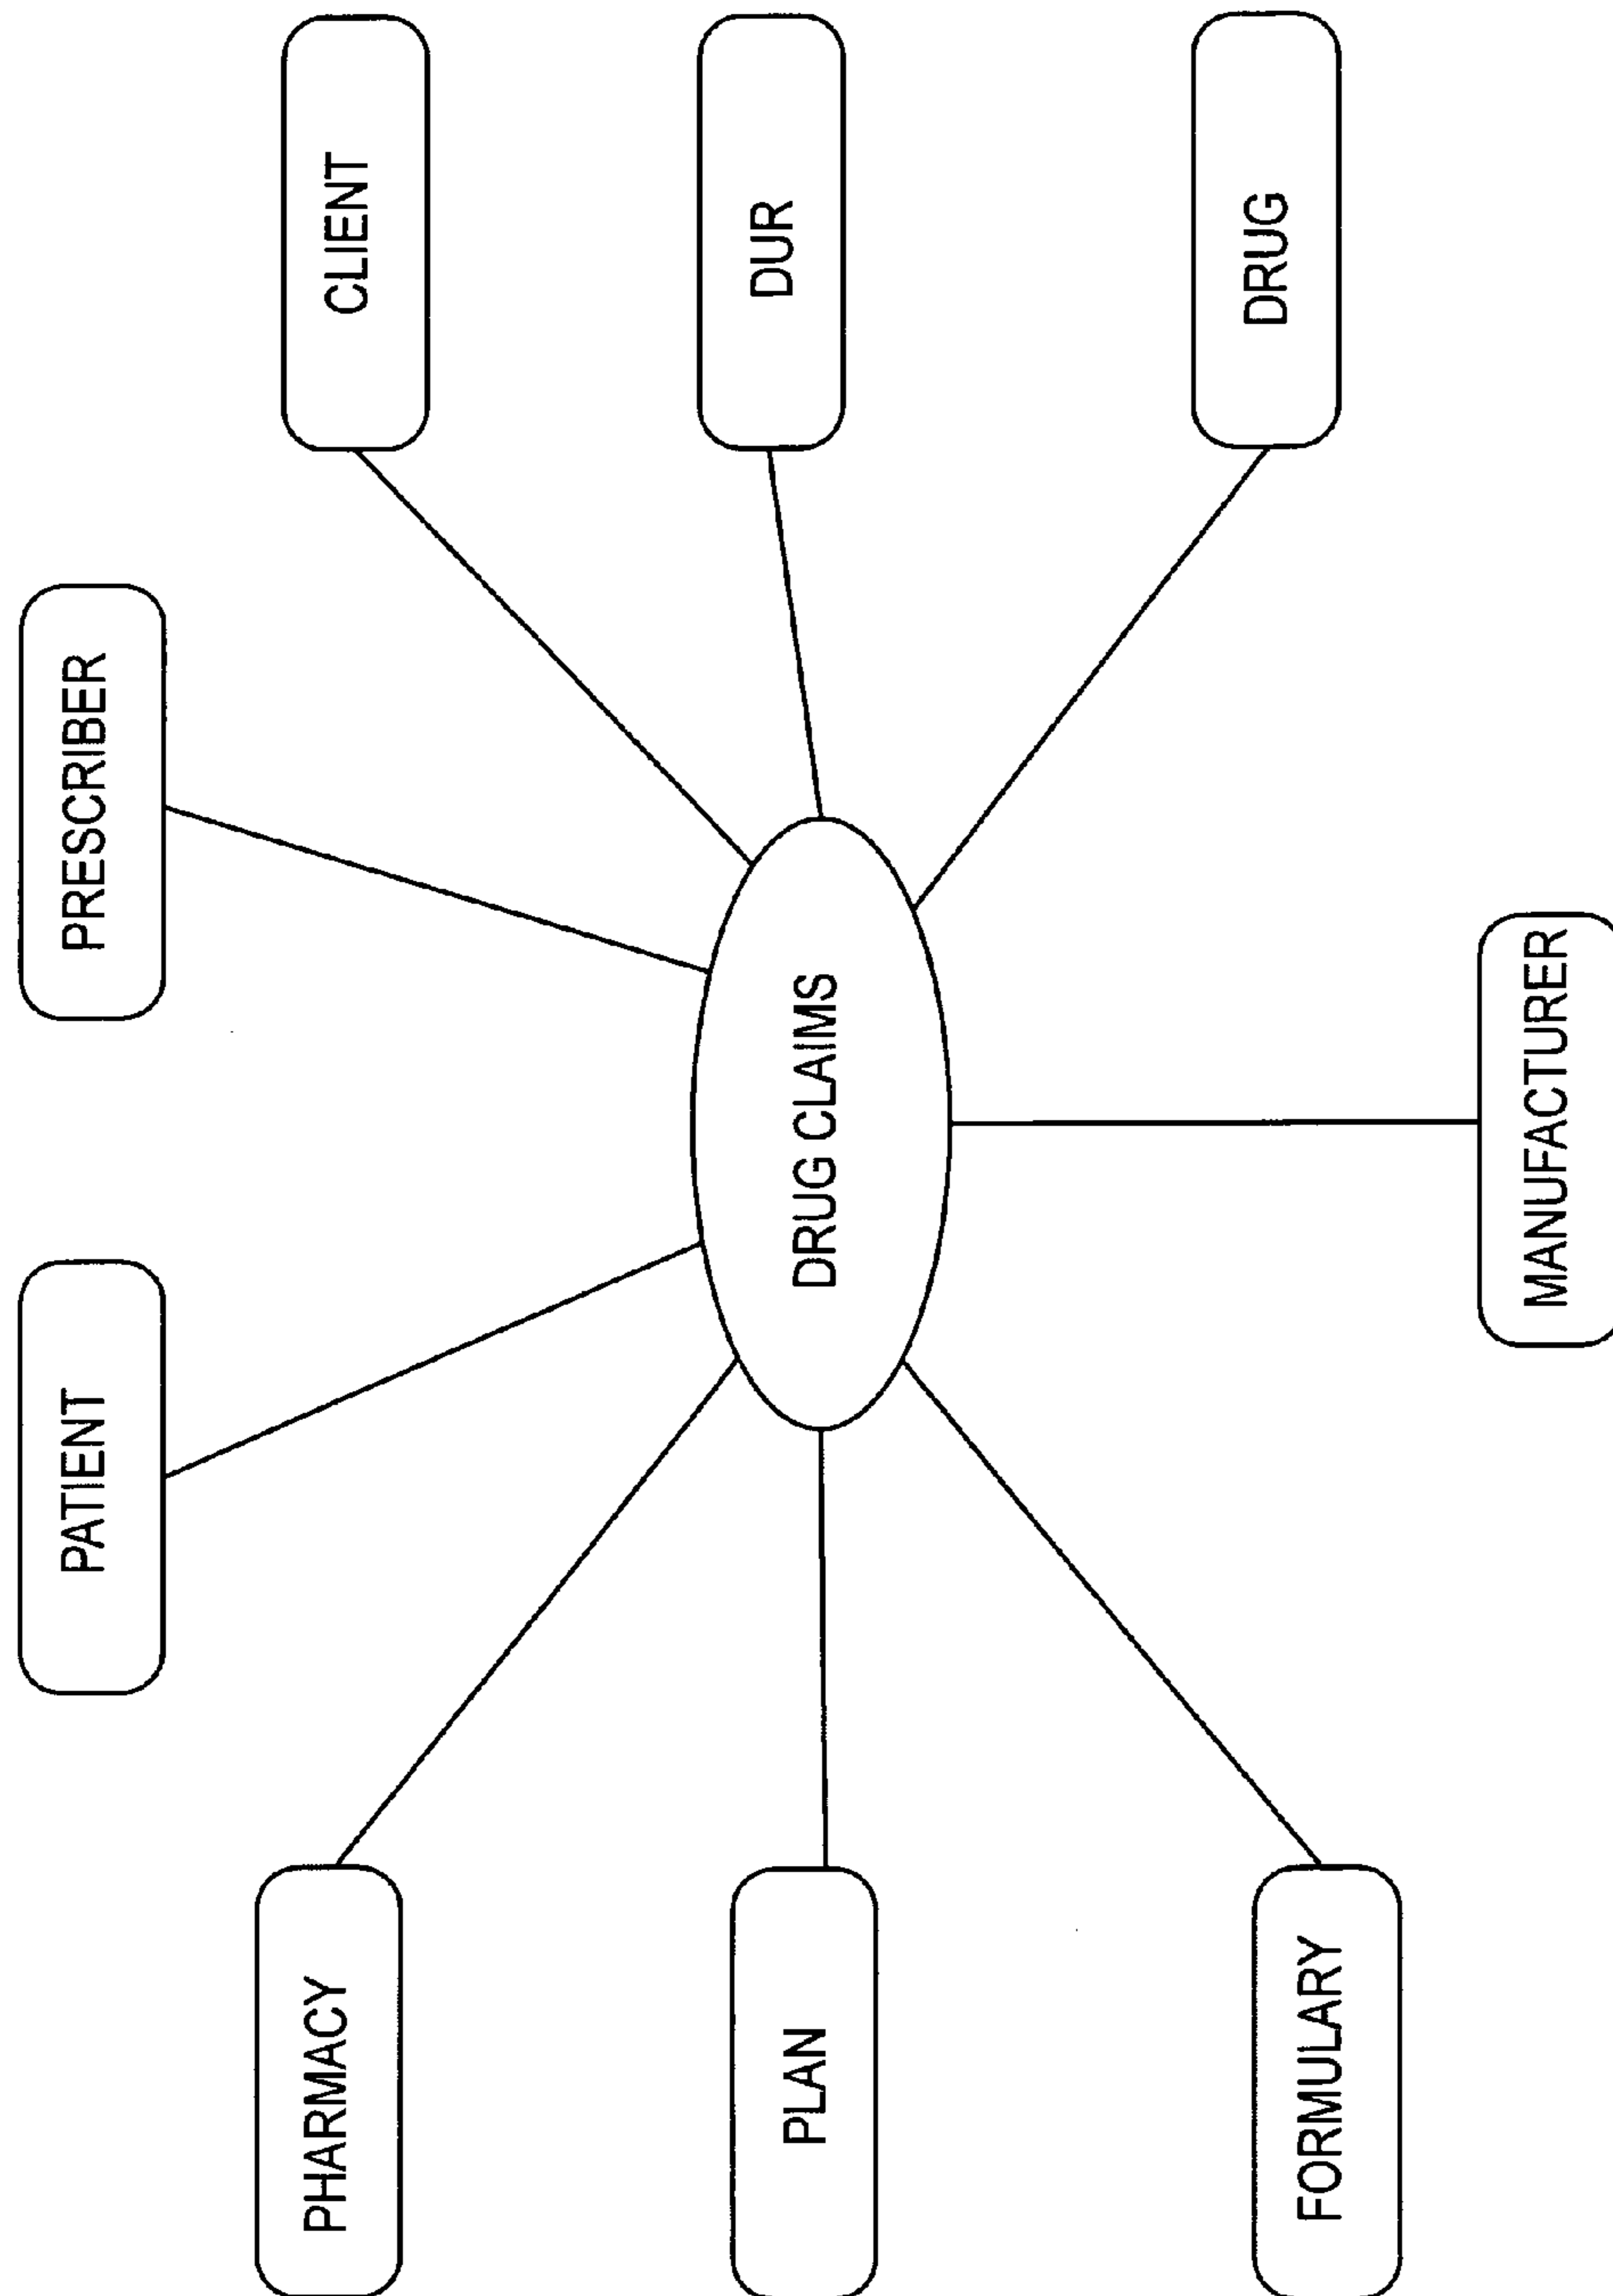 PATIENT
PRESCRIBER
PHARMACY
CLIENT
PLAN
DRUG CLAIMS
DUR
FORMULARY
DRUG
MANUFACTURER